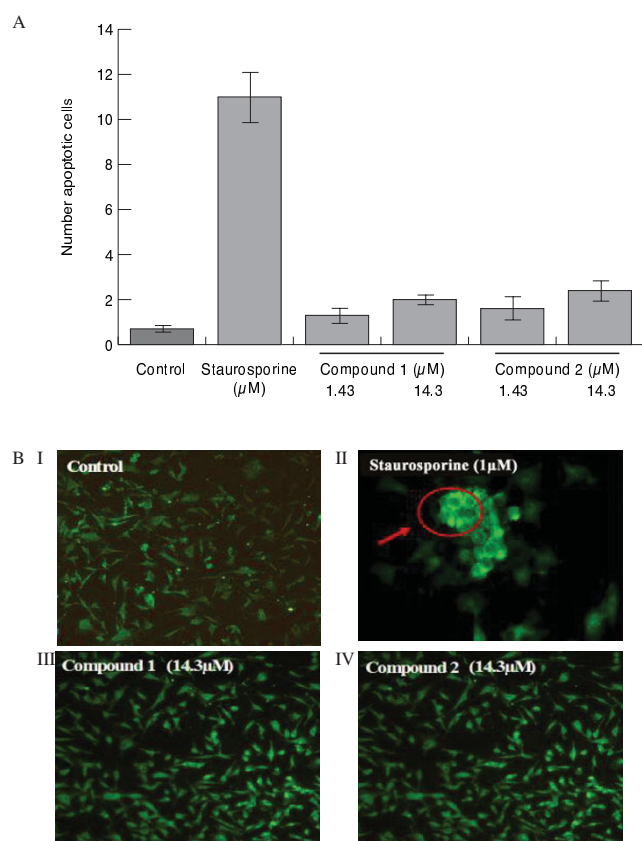 A
14
12
10
8
6
4
2
0
Number apoptotic cells
Control Staurosporine Compound 1 (µM) Compound 2 (µM)
(µM) 1.43 14.3 1.43 14.3
B I Control
II Staurosporine (1µM)
III Compound 1 (14.3µM)
IV Compound 2 (14.3µM)